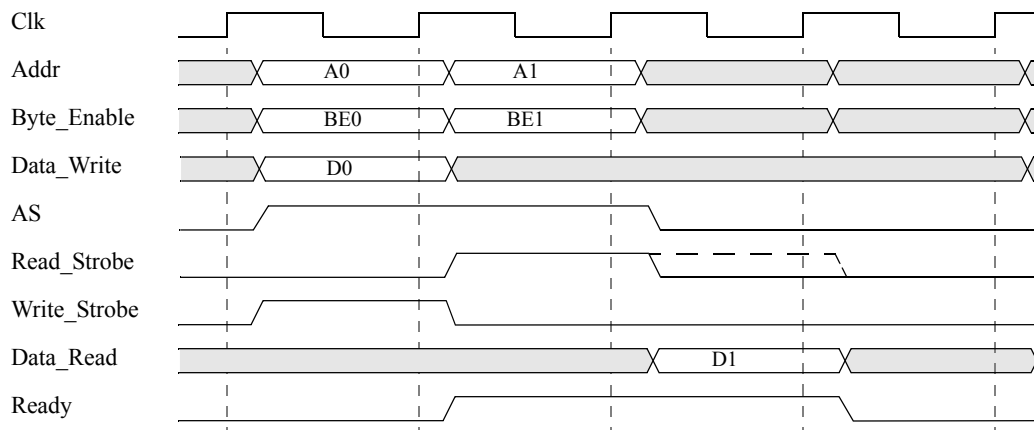 Clk
Addr A0 A1
Byte_Enable BE0 BE1
Data_Write D0
AS
Read_Strobe
Write_Strobe
Data_Read D1
Ready